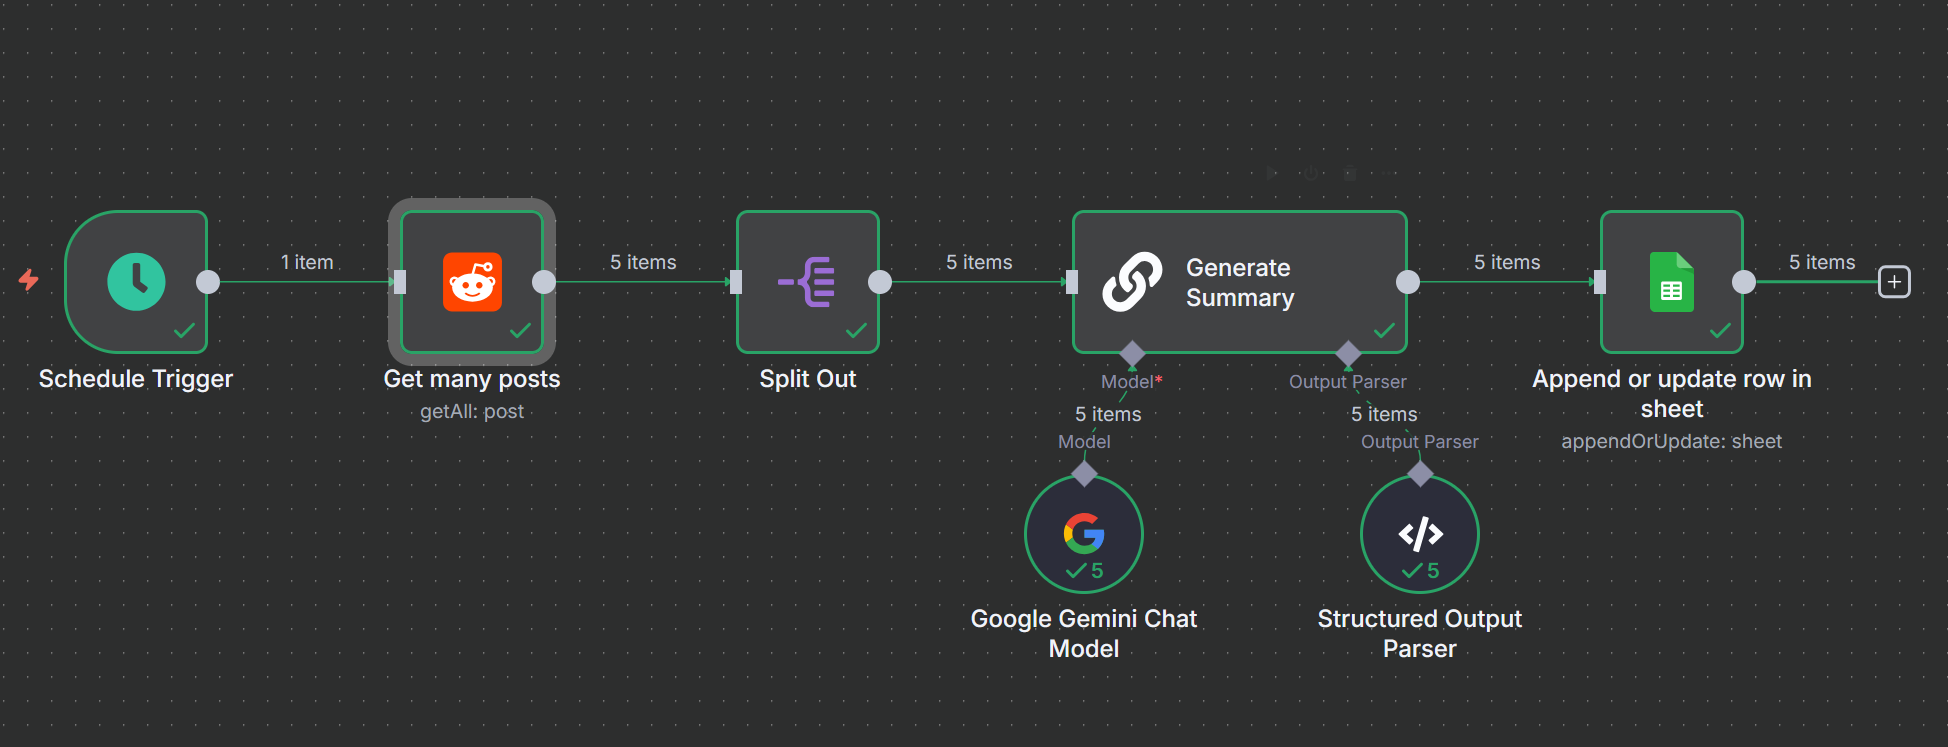 1 item
5 items
5 items
Generate
Summary
5 items
5 items
Schedule Trigger
Get many posts
getAll: post
Split Out
Model*
Output Parser
5 items
5 items
Model
Output Parser
Append or update row in
sheet
appendOrUpdate: sheet
5
5
Google Gemini Chat
Model
Structured Output
Parser